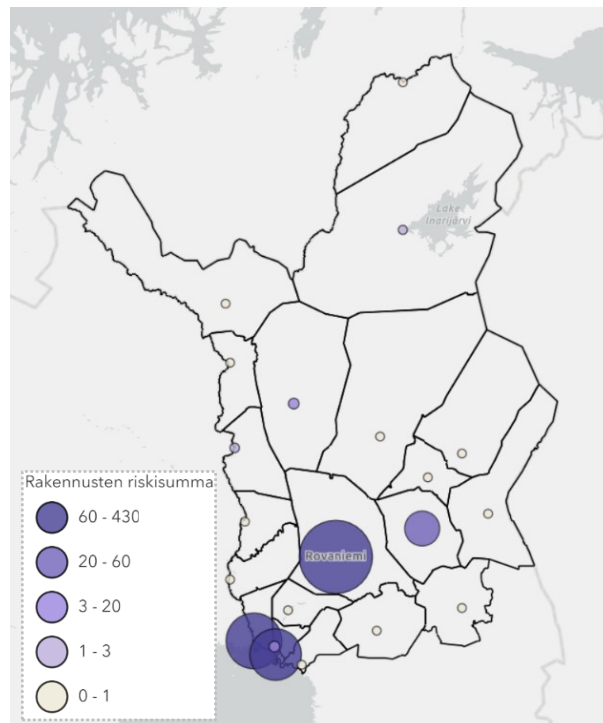 Lake
Inarijärvi
Rovaniemi
Rakennusten riskisumma
60 - 430
20 - 60
3 - 20
1 - 3
0 - 1